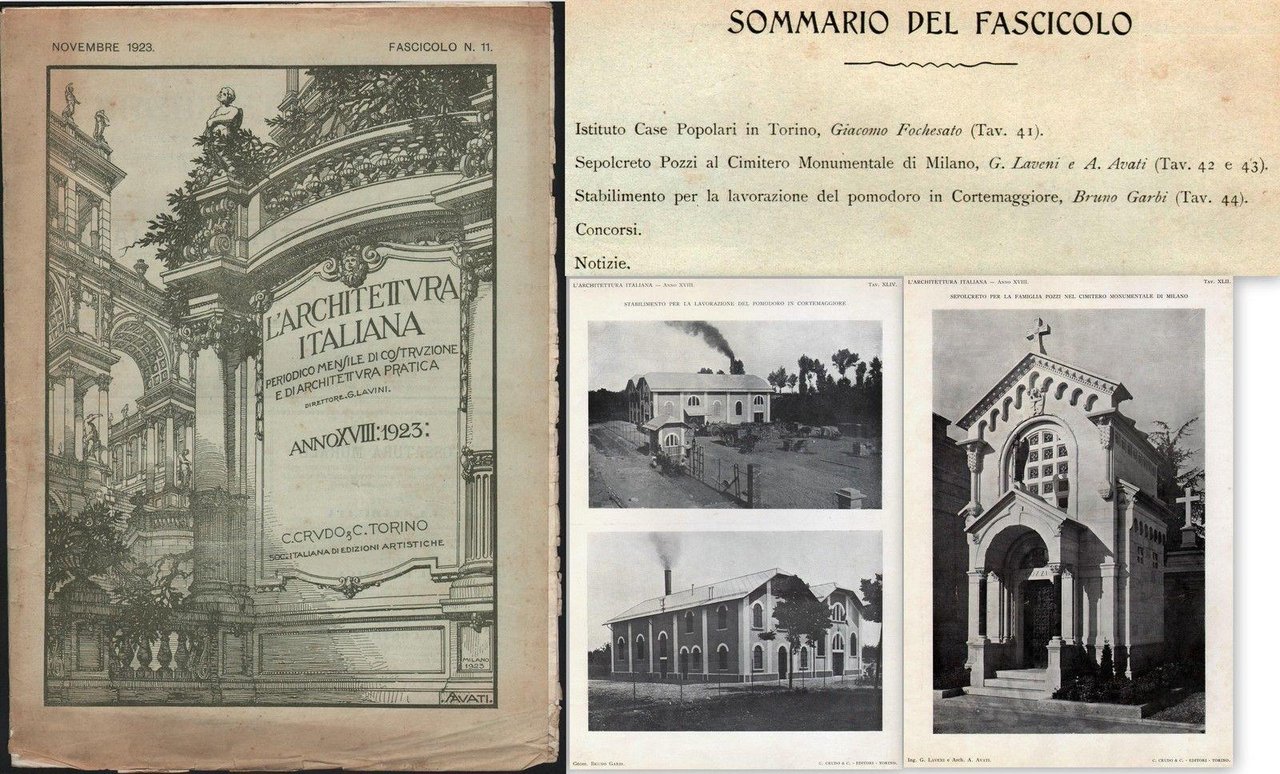 NOVEMBRE 1923.
FASCICOLO N. 11.
L'ARCHITETTVRA
ITALIANA
PERIODICO MENSILE DI COSTRVZIONE
E DI ARCHITETTVRA PRATICA
DIRETTORE.G.LAVINI.
ANNO XVIII:1923:
C.CRVDO & C. TORINO
SOC. ITALIANA DI EDIZIONI ARTISTICHE
MILANO
1923
AVATI.
SOMMARIO DEL FASCICOLO
Istituto Case Popolari in Torino, Giacomo Fochesato (Tav. 41).
Sepolcreto Pozzi al Cimitero Monumentale di Milano, G. Laveni e A. Avati (Tav. 42 e 43).
Stabilimento per la lavorazione del pomodoro in Cortemaggiore, Bruno Garbi (Tav. 44).
Concorsi.
Notizie.
L'ARCHITETTURA ITALIANA — ANNO XVIII.
TAV. XLIV.
STABILIMENTO PER LA LAVORAZIONE DEL POMODORO IN CORTEMAGGIORE
Géom. BRUNO GARBI.
C. CRUDO & C. - EDITORI - TORINO.
L'ARCHITETTURA ITALIANA — ANNO XVIII.
TAV. XLII.
SEPOLCRETO PER LA FAMIGLIA POZZI NEL CIMITERO MONUMENTALE DI MILANO
Ing. G. LAVENI e Arch. A. AVATI.
C. CRUDO & C. - EDITORI - TORINO.